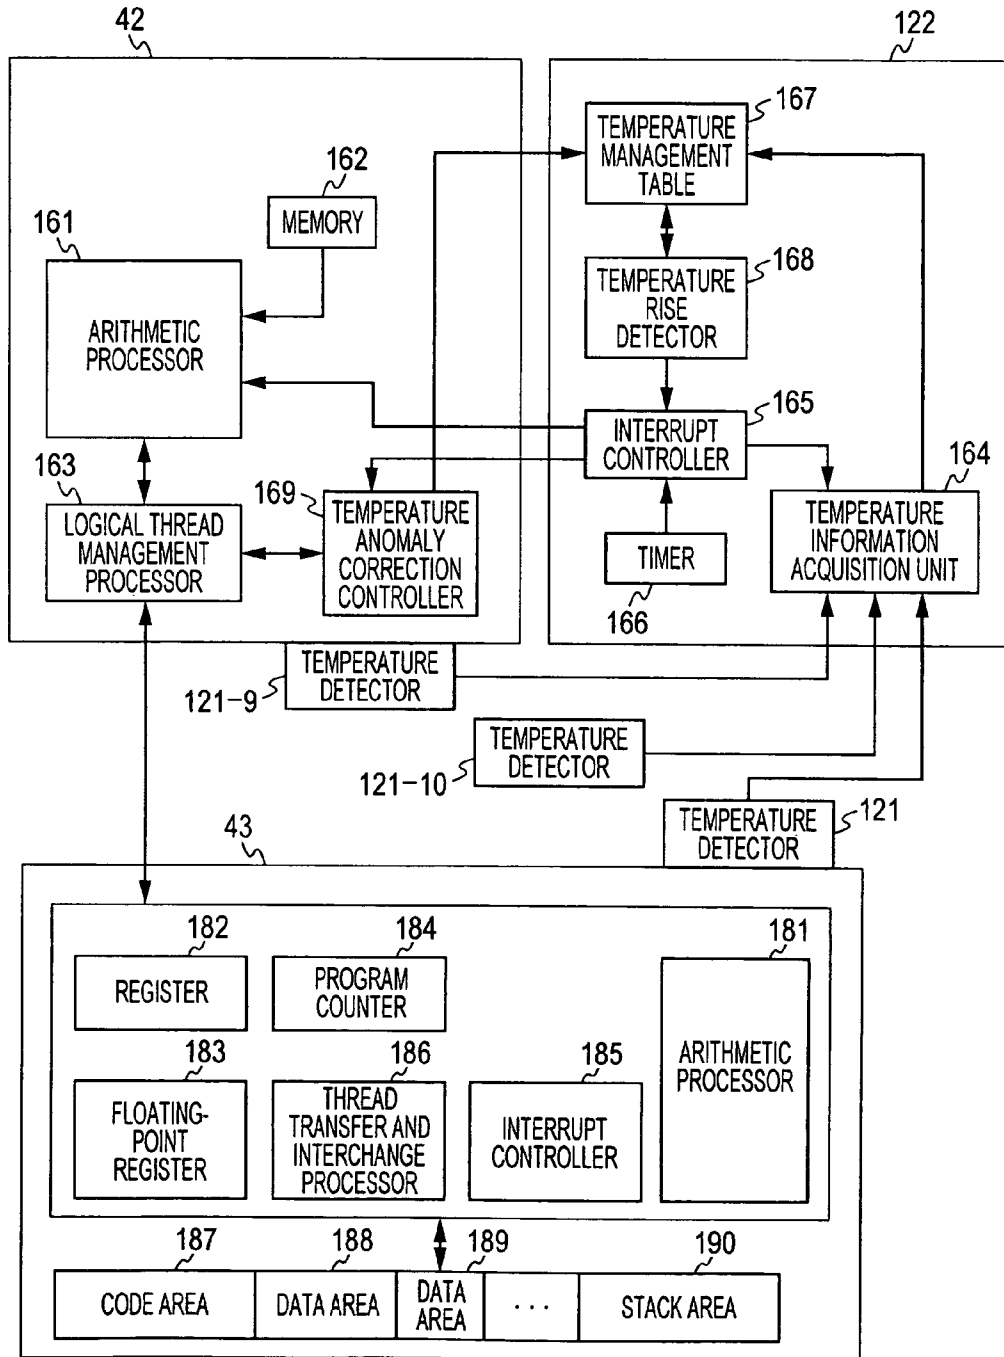 42
122
167
TEMPERATURE
MANAGEMENT
TABLE
162
MEMORY
161
ARITHMETIC
PROCESSOR
168
TEMPERATURE
RISE
DETECTOR
165
INTERRUPT
CONTROLLER
164
TEMPERATURE
INFORMATION
ACQUISITION UNIT
163
LOGICAL THREAD
MANAGEMENT
PROCESSOR
169
TEMPERATURE
ANOMALY
CORRECTION
CONTROLLER
TIMER
166
TEMPERATURE
DETECTOR
121-9
TEMPERATURE
DETECTOR
121-10
TEMPERATURE
DETECTOR
121
43
182
REGISTER
184
PROGRAM
COUNTER
181
ARITHMETIC
PROCESSOR
183
FLOATING-
POINT
REGISTER
186
THREAD
TRANSFER AND
INTERCHANGE
PROCESSOR
185
INTERRUPT
CONTROLLER
187
CODE AREA
188
DATA AREA
189
DATA
AREA
...
190
STACK AREA